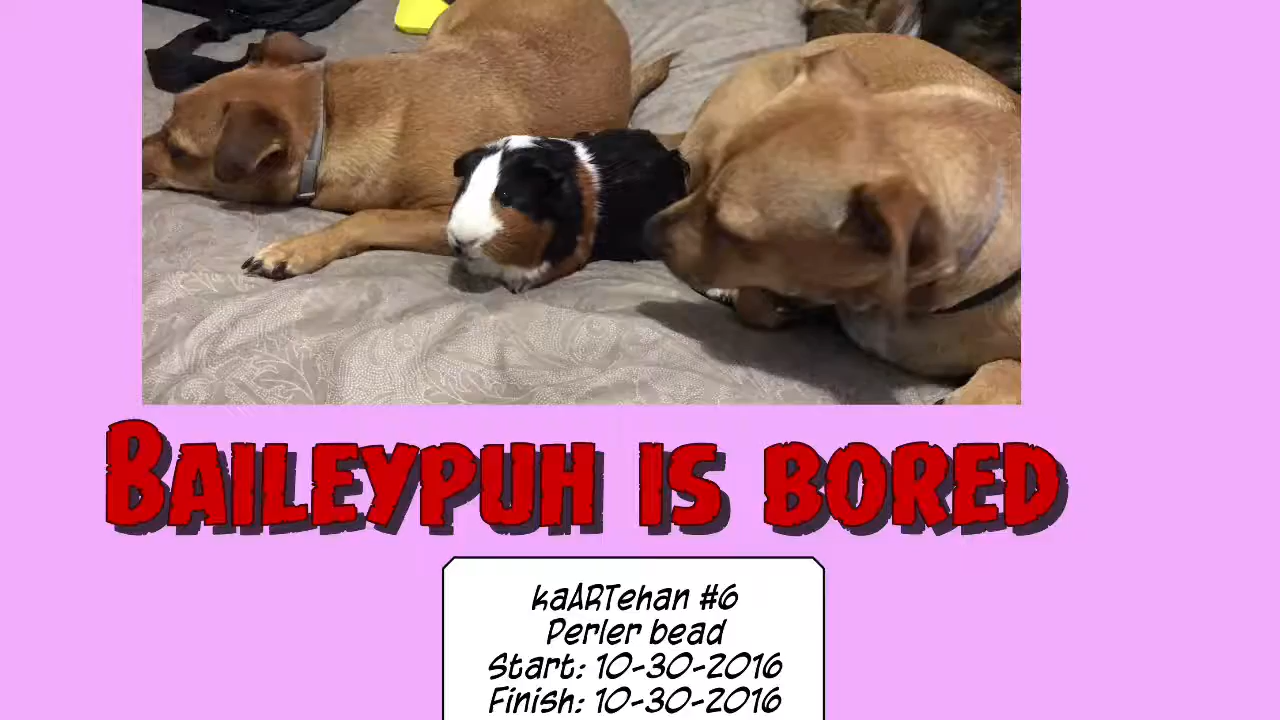 Baileypuh is bored
kaARTehan #6
Perler bead
Start: 10-30-2016
Finish: 10-30-2016